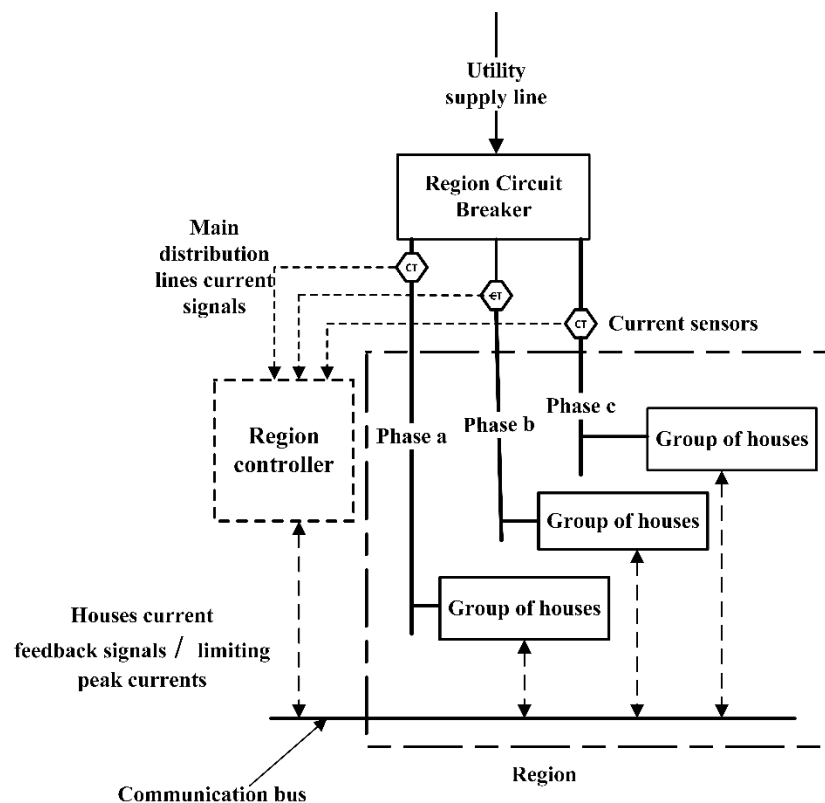 Utility
supply line
Region Circuit
Breaker
Main
distribution
lines current
signals
CT
CT
CT
Current sensors
Region
controller
Phase a
Phase b
Phase c
Group of houses
Group of houses
Group of houses
Houses current
feedback signals / limiting
peak currents
Communication bus
Region